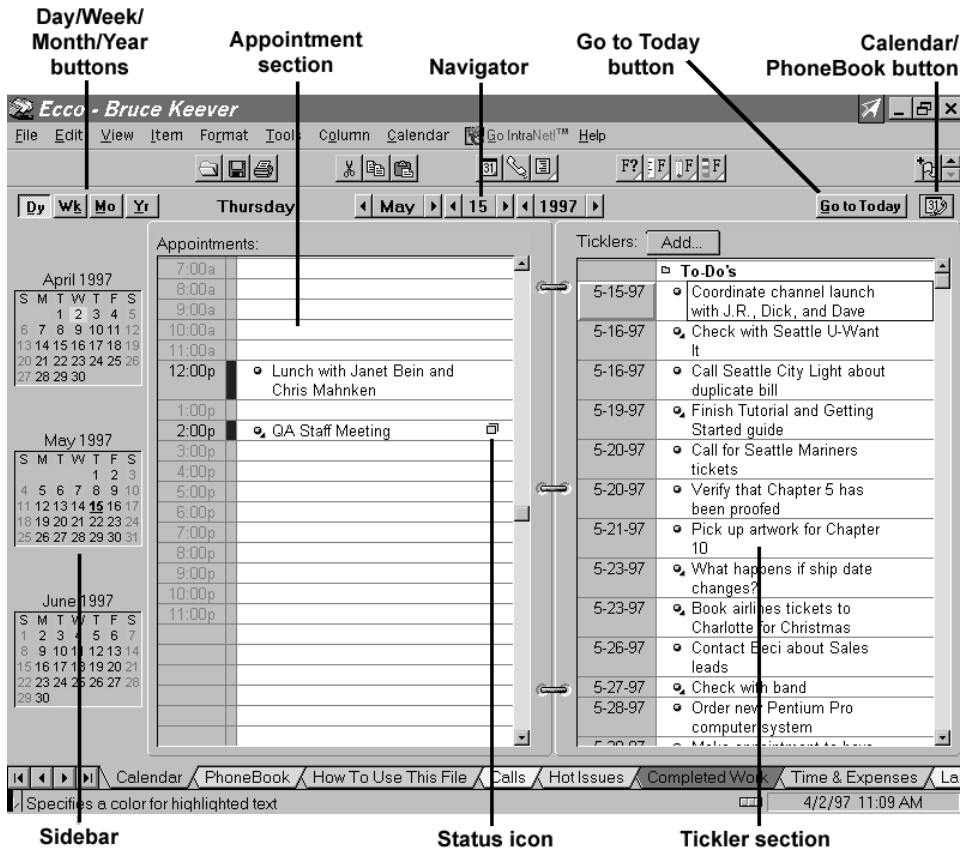 Day/Week/
Month/Year
buttons
Appointment
section
Navigator
Go to Today
button
Calendar/
PhoneBook button
Ecco - Bruce Keever
File Edit View Item Format Tools Column Calendar Go IntraNet!™ Help
31 F? F F F
Dy Wk Mo Yr Thursday May 15 1997 Go to Today 31
Appointments:
Ticklers: Add...
April 1997
S M T W T F S
1 2 3 4 5
6 7 8 9 10 11 12
13 14 15 16 17 18 19
20 21 22 23 24 25 26
27 28 29 30
May 1997
S M T W T F S
1 2 3
4 5 6 7 8 9 10
11 12 13 14 15 16 17
18 19 20 21 22 23 24
25 26 27 28 29 30 31
June 1997
S M T W T F S
1 2 3 4 5 6 7
8 9 10 11 12 13 14
15 16 17 18 19 20 21
22 23 24 25 26 27 28
29 30
7:00a
8:00a
9:00a
10:00a
11:00a
12:00p Lunch with Janet Bein and
Chris Mahnken
1:00p
2:00p QA Staff Meeting
3:00p
4:00p
5:00p
6:00p
7:00p
8:00p
9:00p
10:00p
11:00p
To-Do's
5-15-97 Coordinate channel launch
with J.R., Dick, and Dave
5-16-97 Check with Seattle U-Want
It
5-16-97 Call Seattle City Light about
duplicate bill
5-19-97 Finish Tutorial and Getting
Started guide
5-20-97 Call for Seattle Mariners
tickets
5-20-97 Verify that Chapter 5 has
been proofed
5-21-97 Pick up artwork for Chapter
10
5-23-97 What happens if ship date
changes?
5-23-97 Book airlines tickets to
Charlotte for Christmas
5-26-97 Contact Beci about Sales
leads
5-27-97 Check with band
5-28-97 Order new Pentium Pro
computer system
Calendar PhoneBook How To Use This File Calls Hot Issues Completed Work Time & Expenses La
Specifies a color for highlighted text 4/2/97 11:09 AM
Sidebar
Status icon
Tickler section